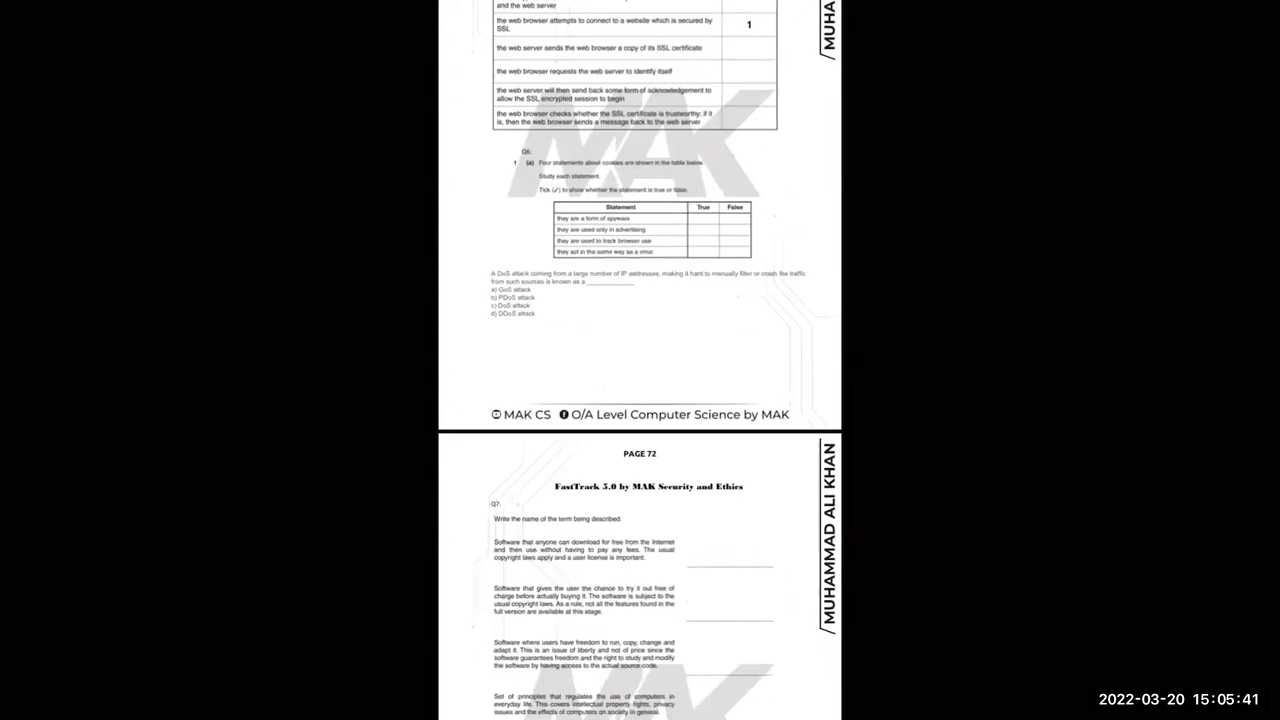 and the web server
the web browser attempts to connect to a website which is secured by
SSL
1
the web server sends the web browser a copy of its SSL certificate
the web browser requests the web server to identify itself
the web server will then send back some form of acknowledgement to
allow the SSL encrypted session to begin
the web browser checks whether the SSL certificate is trustworthy; if it
is, then the web browser sends a message back to the web server
MAK
Q6:
1 (a) Four statements about cookies are shown in the table below.
Study each statement.
Tick (✓) to show whether the statement is true or false.
Statement True False
they are a form of spyware
they are used only in advertising
they are used to track browser use
they act in the same way as a virus
A DoS attack coming from a large number of IP addresses, making it hard to manually filter or crash the traffic
from such sources is known as a ____________
a) GoS attack
b) PDoS attack
c) DoS attack
d) DDoS attack
MUHA
MAK CS O/A Level Computer Science by MAK
PAGE 72
FastTrack 5.0 by MAK Security and Ethics
Q7:
Write the name of the term being described.
Software that anyone can download for free from the Internet
and then use without having to pay any fees. The usual
copyright laws apply and a user license is important.
Software that gives the user the chance to try it out free of
charge before actually buying it. The software is subject to the
usual copyright laws. As a rule, not all the features found in the
full version are available at this stage.
Software where users have freedom to run, copy, change and
adapt it. This is an issue of liberty and not of price since the
software guarantees freedom and the right to study and modify
the software by having access to the actual source code.
Set of principles that regulates the use of computers in
everyday life. This covers intellectual property rights, privacy
issues and the effects of computers on society in general.
MAK
MUHAMMAD ALI KHAN